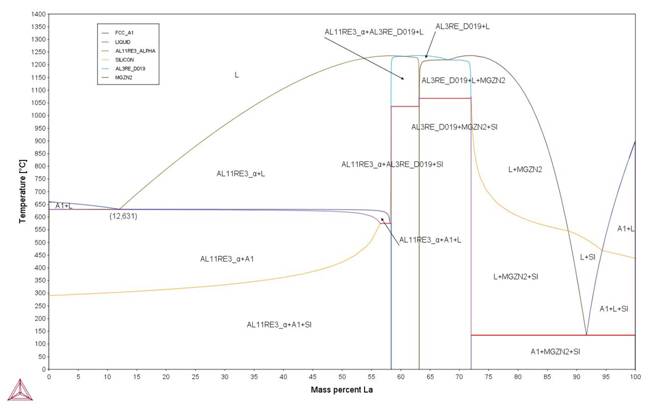 1400
1350
1300
1250
1200
1150
1100
1050
1000
950
900
850
800
750
700
650
600
550
500
450
400
350
300
250
200
150
100
50
0
Temperature [°C]
FCC_A1
LIQUID
AL11RE3_ALPHA
SILICON
AL3RE_D019
MGZN2
AL11RE3_α+AL3RE_D019+L
AL3RE_D019+L
L
AL3RE_D019+L+MGZN2
AL3RE_D019+MGZN2+SI
AL11RE3_α+AL3RE_D019+SI
L+MGZN2
AL11RE3_α+L
A1+L
(12,631)
A1+L
AL11RE3_α+A1+L
L+SI
AL11RE3_α+A1
L+MGZN2+SI
A1+L+SI
AL11RE3_α+A1+SI
A1+MGZN2+SI
0 5 10 15 20 25 30 35 40 45 50 55 60 65 70 75 80 85 90 95 100
Mass percent La